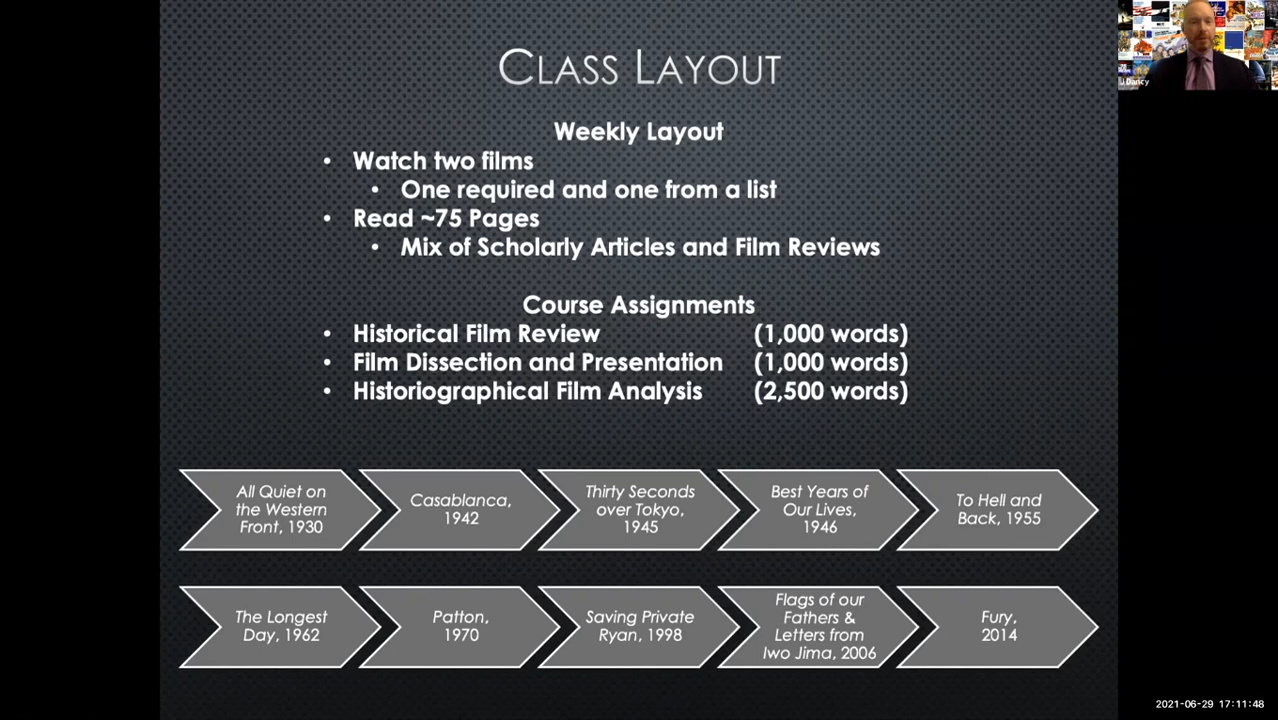 CLASS LAYOUT
Weekly Layout
• Watch two films
• One required and one from a list
• Read ~75 Pages
• Mix of Scholarly Articles and Film Reviews
Course Assignments
• Historical Film Review (1,000 words)
• Film Dissection and Presentation (1,000 words)
• Historiographical Film Analysis (2,500 words)
All Quiet on
the Western
Front, 1930
Casablanca,
1942
Thirty Seconds
over Tokyo,
1945
Best Years of
Our Lives,
1946
To Hell and
Back, 1955
The Longest
Day, 1962
Patton,
1970
Saving Private
Ryan, 1998
Flags of our
Fathers &
Letters from
Iwo Jima, 2006
Fury,
2014
J Dancy
2021-06-29 17:11:48